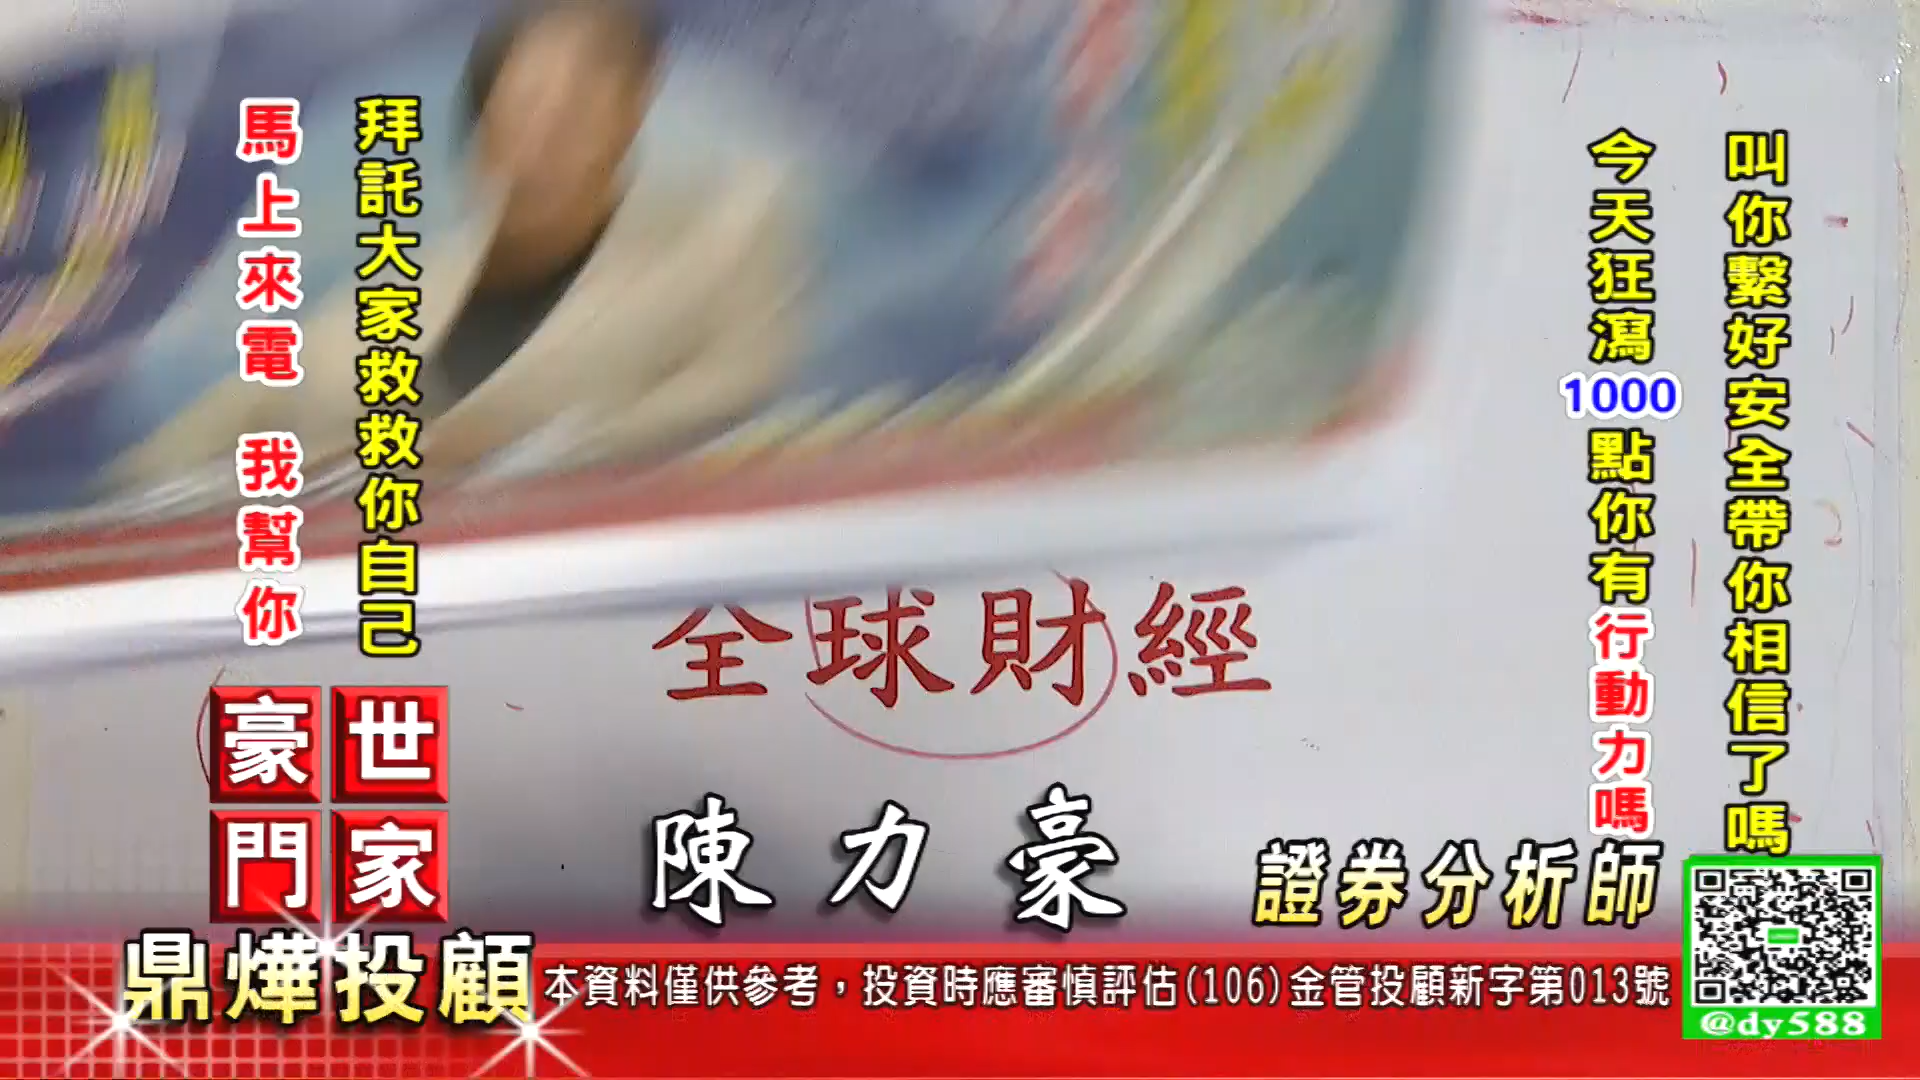 叫你繫好安全帶你相信了嗎
今天狂瀉1000點你有行動力嗎
拜託大家救救你自己
馬上來電 我幫你
全球財經
豪門世家
陳力豪
證券分析師
鼎燁投顧
本資料僅供參考，投資時應審慎評估(106)金管投顧新字第013號
@dy588